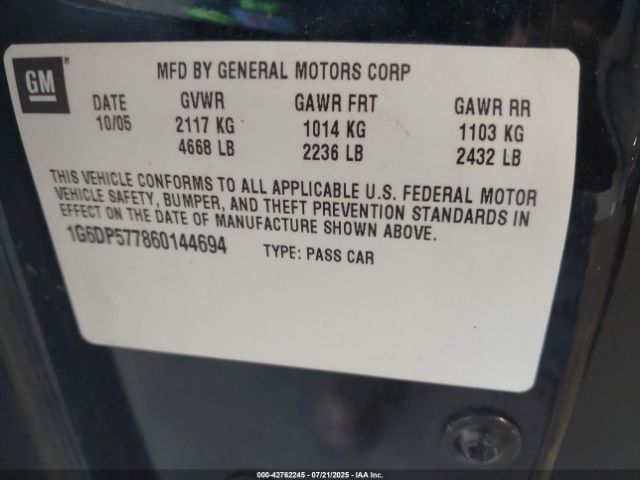 GM®
MFD BY GENERAL MOTORS CORP
DATE GVWR GAWR FRT GAWR RR
10/05 2117 KG 1014 KG 1103 KG
4668 LB 2236 LB 2432 LB
THIS VEHICLE CONFORMS TO ALL APPLICABLE U.S. FEDERAL MOTOR
VEHICLE SAFETY, BUMPER, AND THEFT PREVENTION STANDARDS IN
EFFECT ON THE DATE OF MANUFACTURE SHOWN ABOVE.
1G6DP577860144694 TYPE: PASS CAR
000-42762245 - 07/21/2025 - IAA Inc.